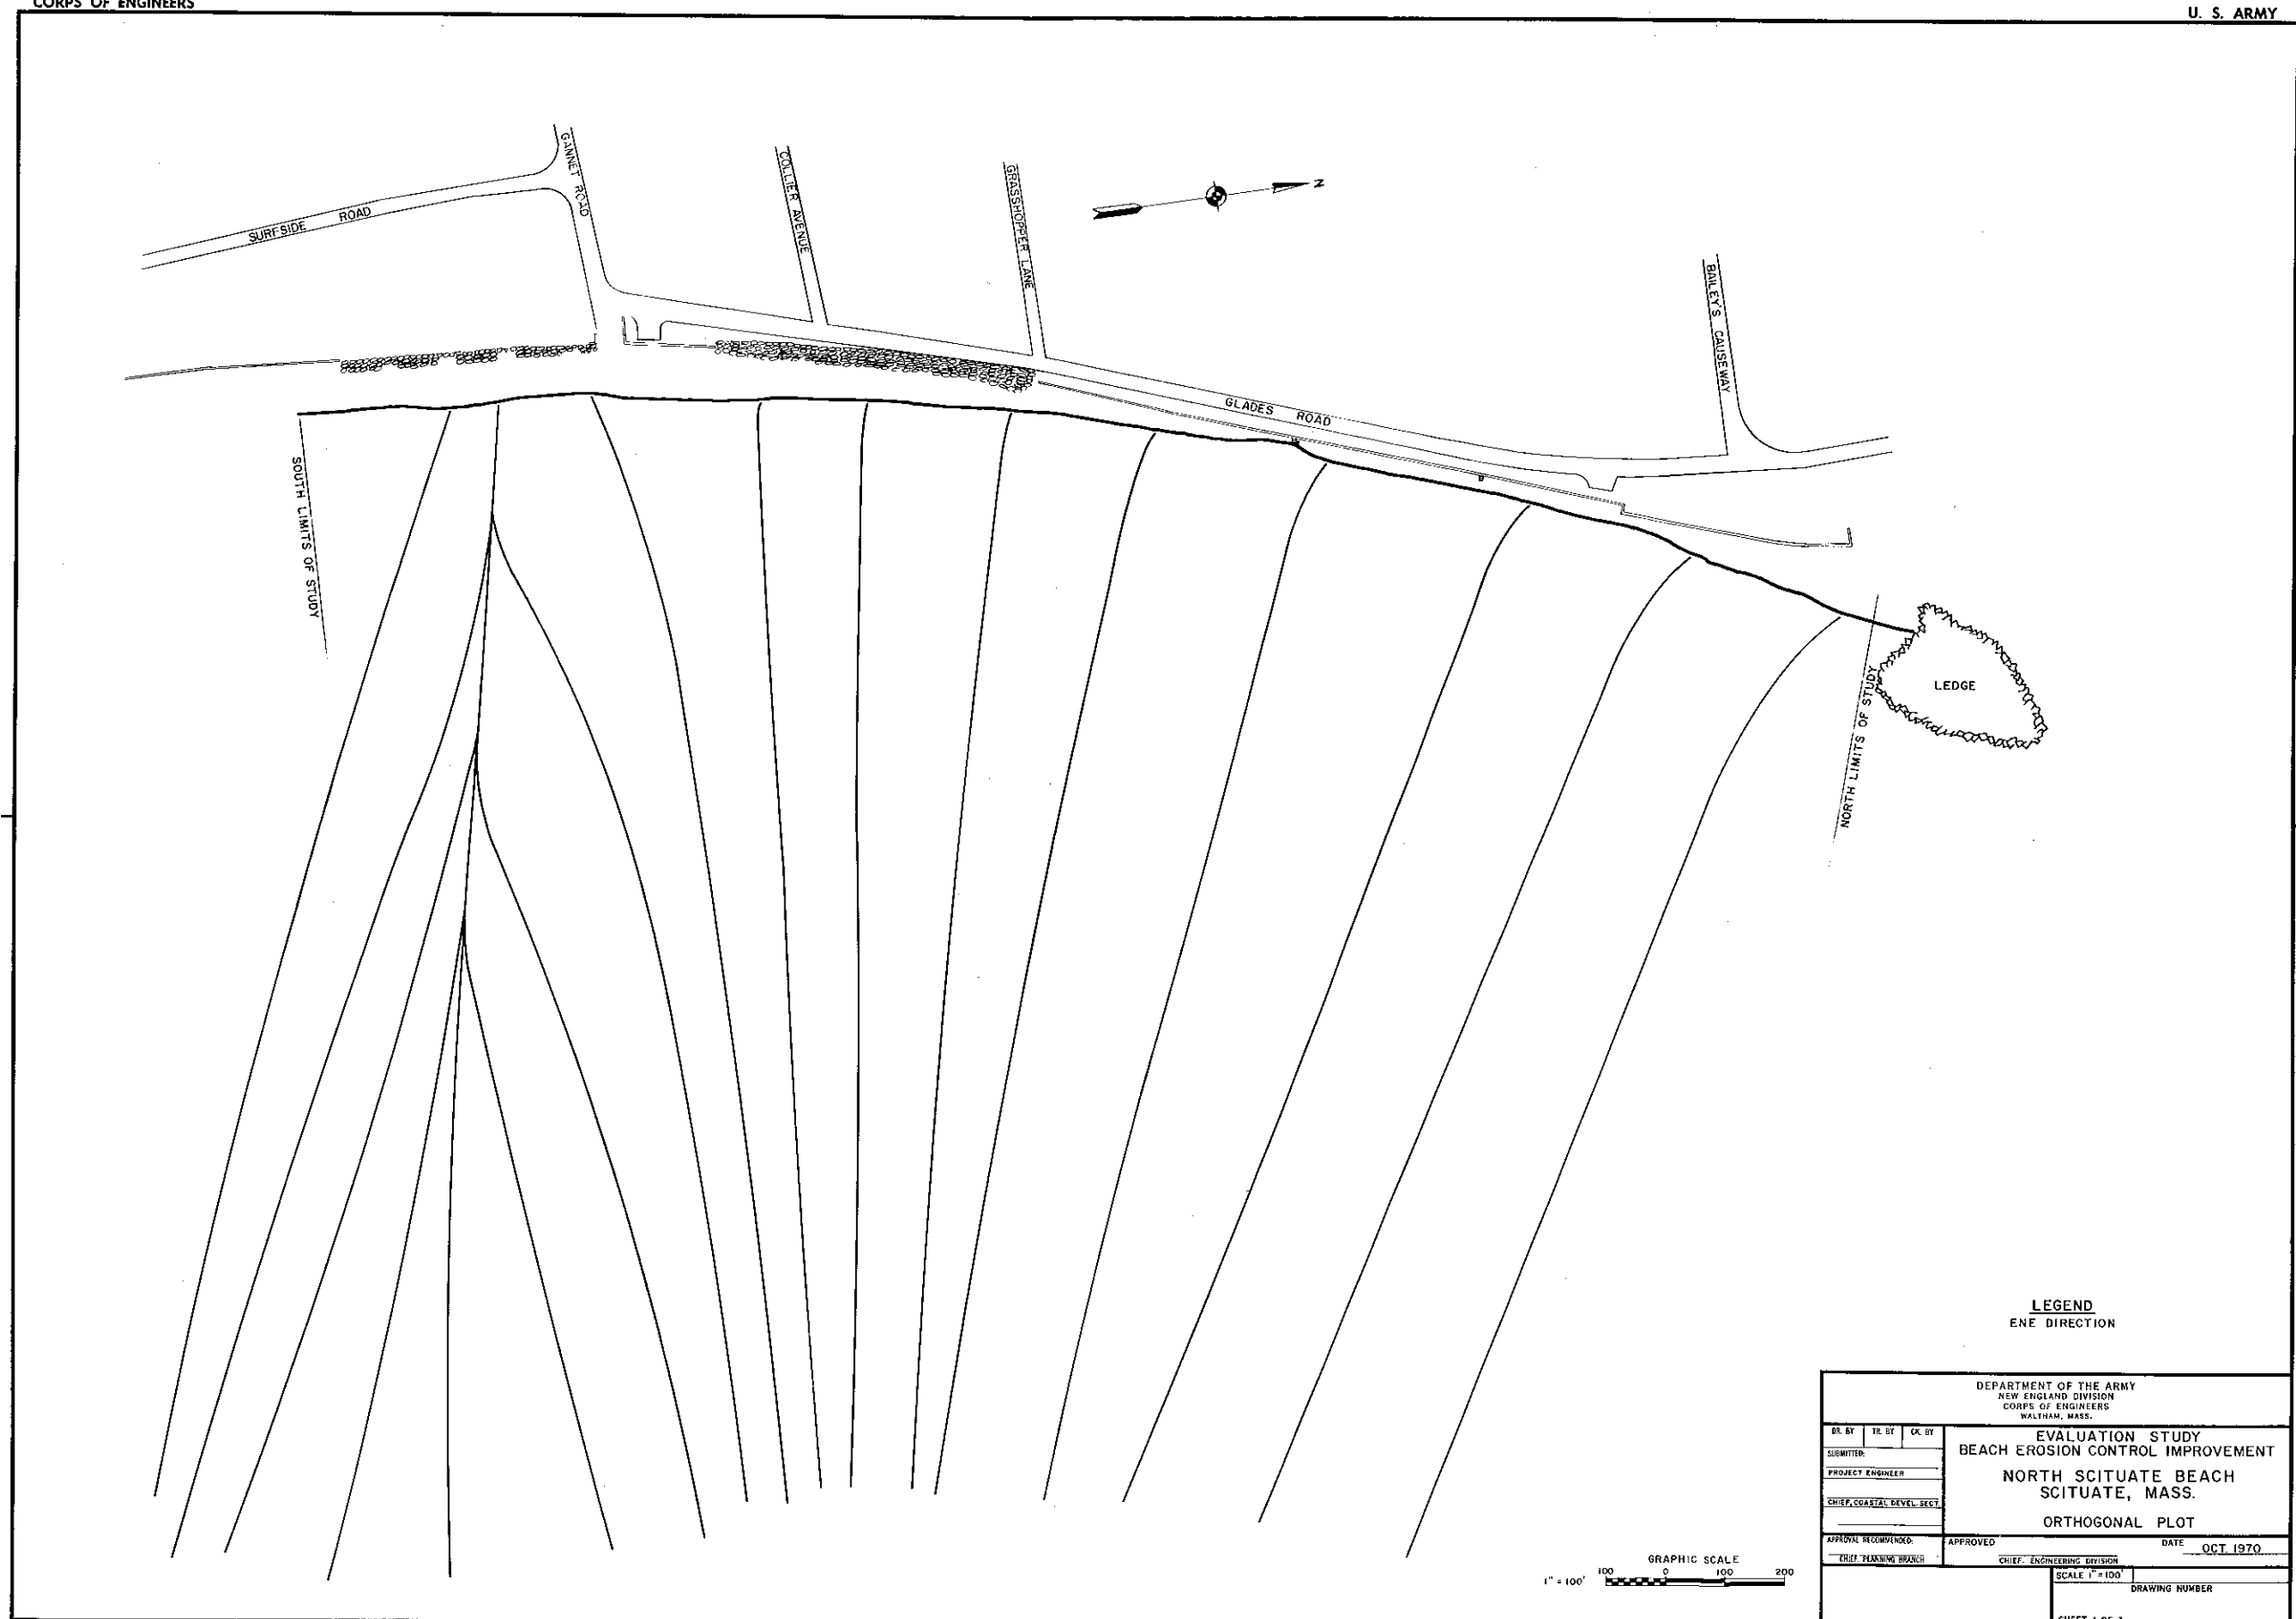 CORPS OF ENGINEERS
U. S. ARMY
GANNET ROAD
COLLIER AVENUE
GRASSHOPPER LANE
N
SURFSIDE ROAD
BAILEY'S CAUSEWAY
GLADES ROAD
SOUTH LIMITS OF STUDY
NORTH LIMITS OF STUDY
LEDGE
LEGEND
ENE DIRECTION
DEPARTMENT OF THE ARMY
NEW ENGLAND DIVISION
CORPS OF ENGINEERS
WALTHAM, MASS.
DR. BY TR. BY CK. BY
SUBMITTED:
PROJECT ENGINEER
CHIEF, COASTAL DEVEL. SECT.
EVALUATION STUDY
BEACH EROSION CONTROL IMPROVEMENT
NORTH SCITUATE BEACH
SCITUATE, MASS.
ORTHOGONAL PLOT
APPROVAL RECOMMENDED:
CHIEF, PLANNING BRANCH
APPROVED
DATE OCT. 1970
CHIEF, ENGINEERING DIVISION
SCALE 1" = 100'
DRAWING NUMBER
GRAPHIC SCALE
1" = 100'
100 0 100 200